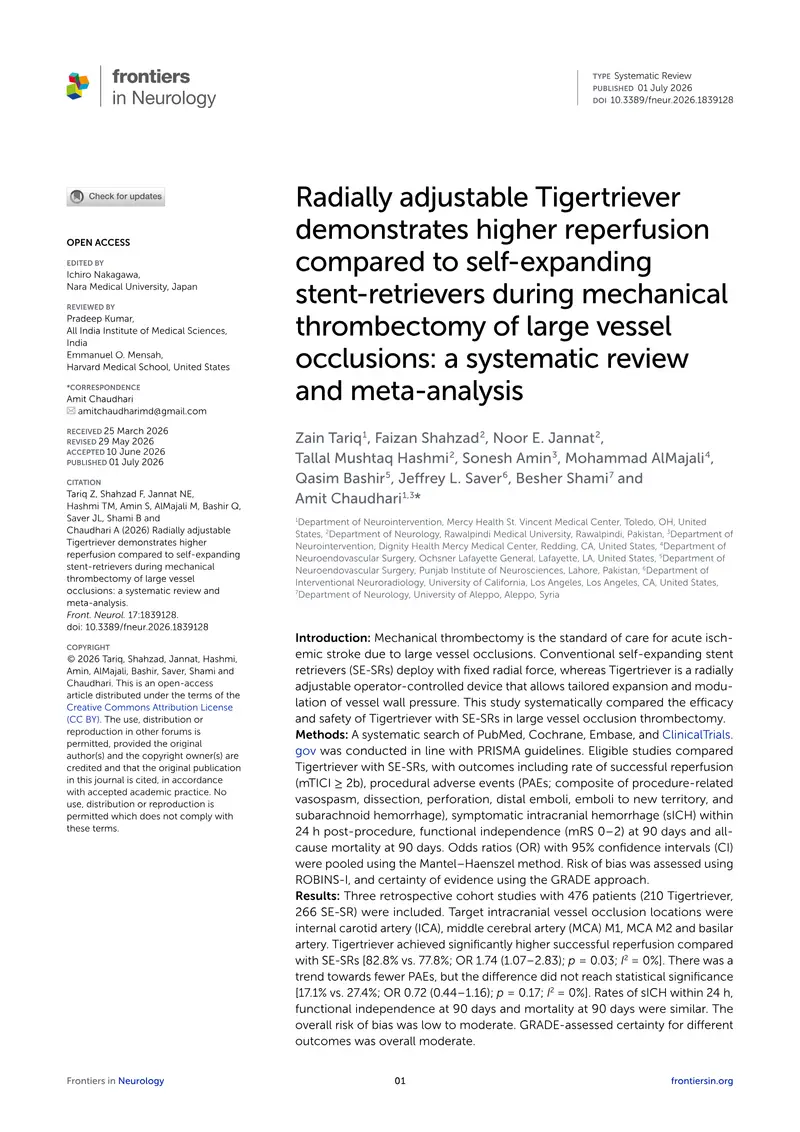 frontiers
in Neurology
TYPE Systematic Review
PUBLISHED 01 July 2026
DOI 10.3389/fneur.2026.1839128
Check for updates
OPEN ACCESS
EDITED BY
Ichiro Nakagawa,
Nara Medical University, Japan
REVIEWED BY
Pradeep Kumar,
All India Institute of Medical Sciences,
India
Emmanuel O. Mensah,
Harvard Medical School, United States
*CORRESPONDENCE
Amit Chaudhari
amitchaudharimd@gmail.com
RECEIVED 25 March 2026
REVISED 29 May 2026
ACCEPTED 10 June 2026
PUBLISHED 01 July 2026
CITATION
Tariq Z, Shahzad F, Jannat NE,
Hashmi TM, Amin S, AlMajali M, Bashir Q,
Saver JL, Shami B and
Chaudhari A (2026) Radially adjustable
Tigertriever demonstrates higher
reperfusion compared to self-expanding
stent-retrievers during mechanical
thrombectomy of large vessel
occlusions: a systematic review and
meta-analysis.
Front. Neurol. 17:1839128.
doi: 10.3389/fneur.2026.1839128
COPYRIGHT
© 2026 Tariq, Shahzad, Jannat, Hashmi,
Amin, AlMajali, Bashir, Saver, Shami and
Chaudhari. This is an open-access
article distributed under the terms of the
Creative Commons Attribution License
(CC BY). The use, distribution or
reproduction in other forums is
permitted, provided the original
author(s) and the copyright owner(s) are
credited and that the original publication
in this journal is cited, in accordance
with accepted academic practice. No
use, distribution or reproduction is
permitted which does not comply with
these terms.
Radially adjustable Tigertriever
demonstrates higher reperfusion
compared to self-expanding
stent-retrievers during mechanical
thrombectomy of large vessel
occlusions: a systematic review
and meta-analysis
Zain Tariq¹, Faizan Shahzad², Noor E. Jannat²,
Tallal Mushtaq Hashmi², Sonesh Amin³, Mohammad AlMajali⁴,
Qasim Bashir⁵, Jeffrey L. Saver⁶, Besher Shami⁷ and
Amit Chaudhari¹·³*
¹Department of Neurointervention, Mercy Health St. Vincent Medical Center, Toledo, OH, United
States, ²Department of Neurology, Rawalpindi Medical University, Rawalpindi, Pakistan, ³Department of
Neurointervention, Dignity Health Mercy Medical Center, Redding, CA, United States, ⁴Department of
Neuroendovascular Surgery, Ochsner Lafayette General, Lafayette, LA, United States, ⁵Department of
Neuroendovascular Surgery, Punjab Institute of Neurosciences, Lahore, Pakistan, ⁶Department of
Interventional Neuroradiology, University of California, Los Angeles, Los Angeles, CA, United States,
⁷Department of Neurology, University of Aleppo, Aleppo, Syria
Introduction: Mechanical thrombectomy is the standard of care for acute isch-
emic stroke due to large vessel occlusions. Conventional self-expanding stent
retrievers (SE-SRs) deploy with fixed radial force, whereas Tigertriever is a radially
adjustable operator-controlled device that allows tailored expansion and modu-
lation of vessel wall pressure. This study systematically compared the efficacy
and safety of Tigertriever with SE-SRs in large vessel occlusion thrombectomy.
Methods: A systematic search of PubMed, Cochrane, Embase, and ClinicalTrials.
gov was conducted in line with PRISMA guidelines. Eligible studies compared
Tigertriever with SE-SRs, with outcomes including rate of successful reperfusion
(mTICI ≥ 2b), procedural adverse events (PAEs; composite of procedure-related
vasospasm, dissection, perforation, distal emboli, emboli to new territory, and
subarachnoid hemorrhage), symptomatic intracranial hemorrhage (sICH) within
24 h post-procedure, functional independence (mRS 0–2) at 90 days and all-
cause mortality at 90 days. Odds ratios (OR) with 95% confidence intervals (CI)
were pooled using the Mantel–Haenszel method. Risk of bias was assessed using
ROBINS-I, and certainty of evidence using the GRADE approach.
Results: Three retrospective cohort studies with 476 patients (210 Tigertriever,
266 SE-SR) were included. Target intracranial vessel occlusion locations were
internal carotid artery (ICA), middle cerebral artery (MCA) M1, MCA M2 and basilar
artery. Tigertriever achieved significantly higher successful reperfusion compared
with SE-SRs [82.8% vs. 77.8%; OR 1.74 (1.07–2.83); p = 0.03; I² = 0%]. There was a
trend towards fewer PAEs, but the difference did not reach statistical significance
[17.1% vs. 27.4%; OR 0.72 (0.44–1.16); p = 0.17; I² = 0%]. Rates of sICH within 24 h,
functional independence at 90 days and mortality at 90 days were similar. The
overall risk of bias was low to moderate. GRADE-assessed certainty for different
outcomes was overall moderate.
Frontiers in Neurology
01
frontiersin.org